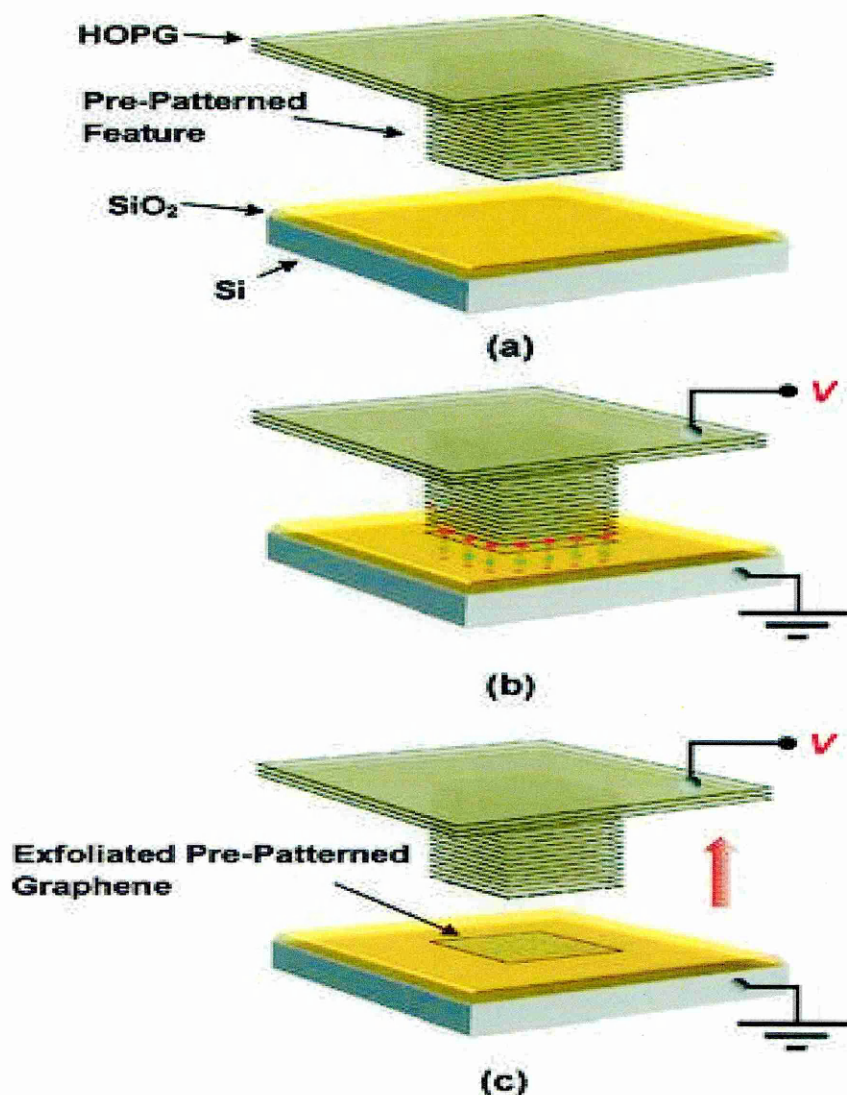 HOPG
Pre-Patterned
Feature
SiO₂
Si
(a)
V
(b)
V
Exfoliated Pre-Patterned
Graphene
(c)